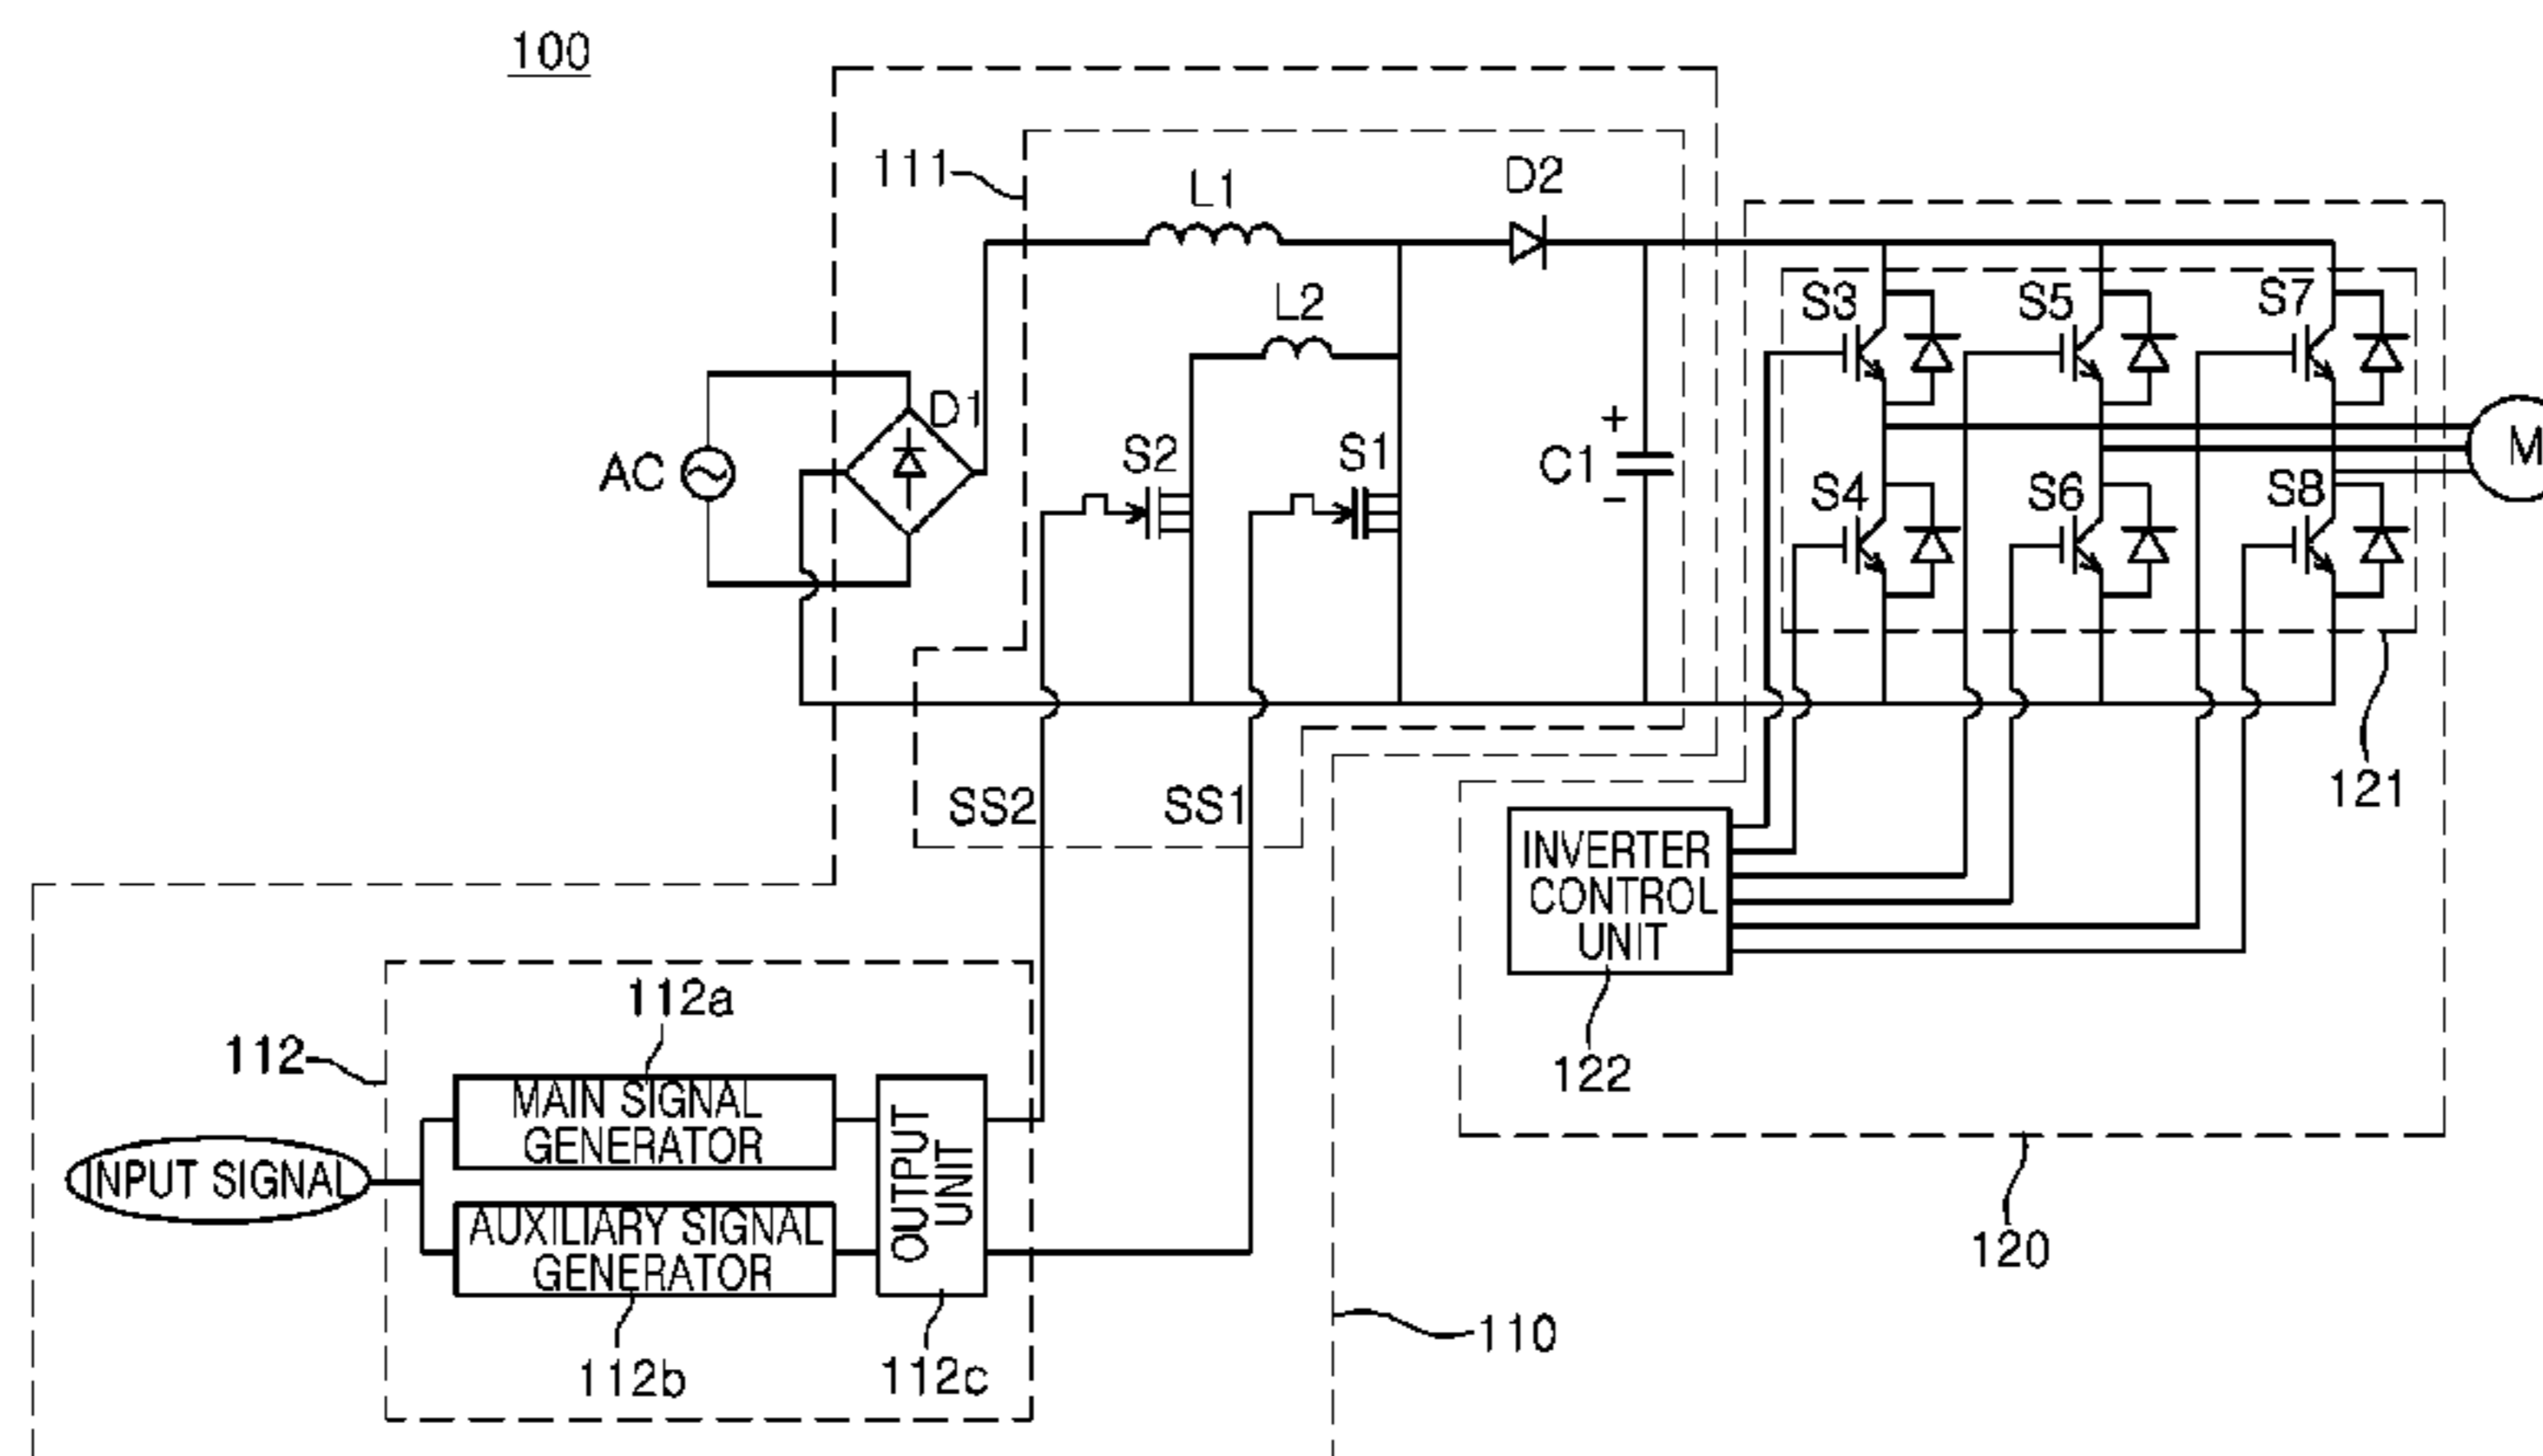 100
111
L1
D2
L2
S3
S5
S7
D1
AC
S2
S1
+
C1
−
M
S4
S6
S8
121
SS2
SS1
INVERTER
CONTROL
UNIT
122
120
112a
112
MAIN SIGNAL
GENERATOR
OUTPUT
UNIT
INPUT SIGNAL
AUXILIARY SIGNAL
GENERATOR
112b
112c
110